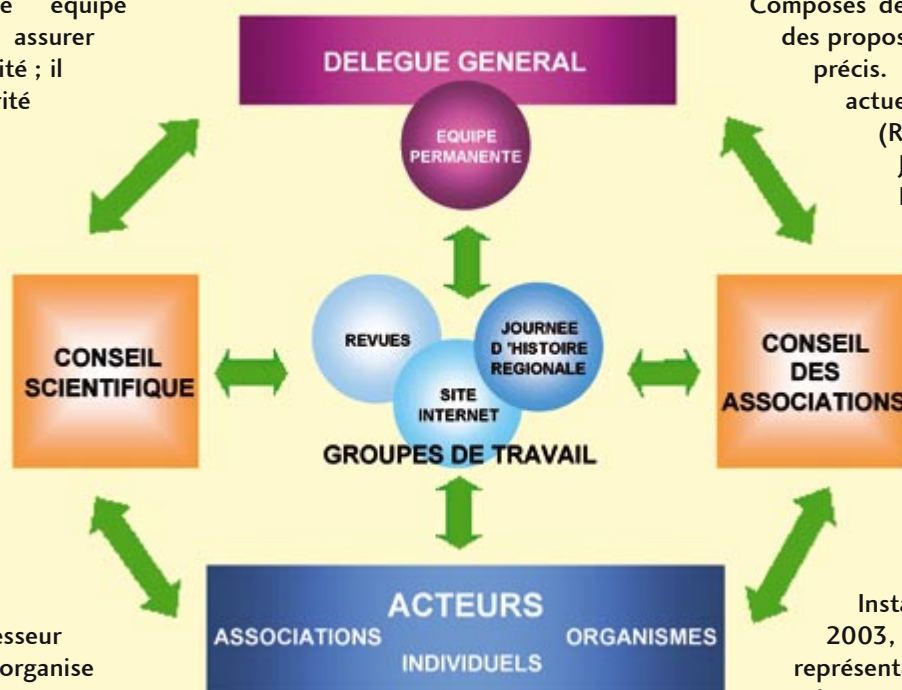 équipe
assurer
ité ; il
rité
Composés de
des propos
précis.
actue
(R
DELEGUE GENERAL
EQUIPE
PERMANENTE
REVUES
JOURNEE
D 'HISTOIRE
REGIONALE
SITE
INTERNET
GROUPES DE TRAVAIL
CONSEIL
SCIENTIFIQUE
CONSEIL
DES
ASSOCIATIONS
ACTEURS
ASSOCIATIONS
ORGANISMES
INDIVIDUELS
esseur
organise
Insta
2003,
représent